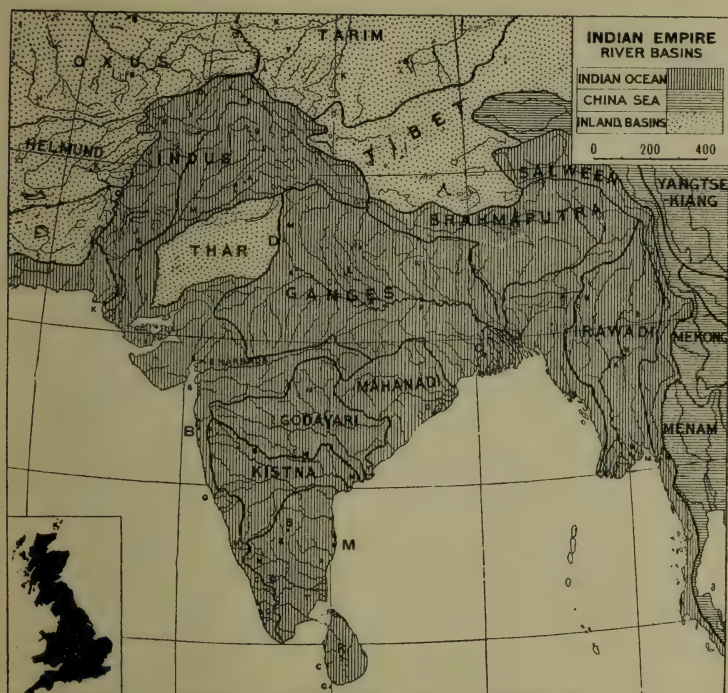 INDIAN EMPIRE
RIVER BASINS
INDIAN OCEAN
CHINA SEA
INLAND BASINS
0 200 400
TARIM
OXUS
TIBET
HELMUND
INDUS
SALWEEN
YANGTSE
KIANG
BRAHMAPUTRA
THAR
D
GANGES
C
IRAWADI
MEKONG
NARBADA
MAHANADI
MENAM
B
GODAVARI
KISTNA
M